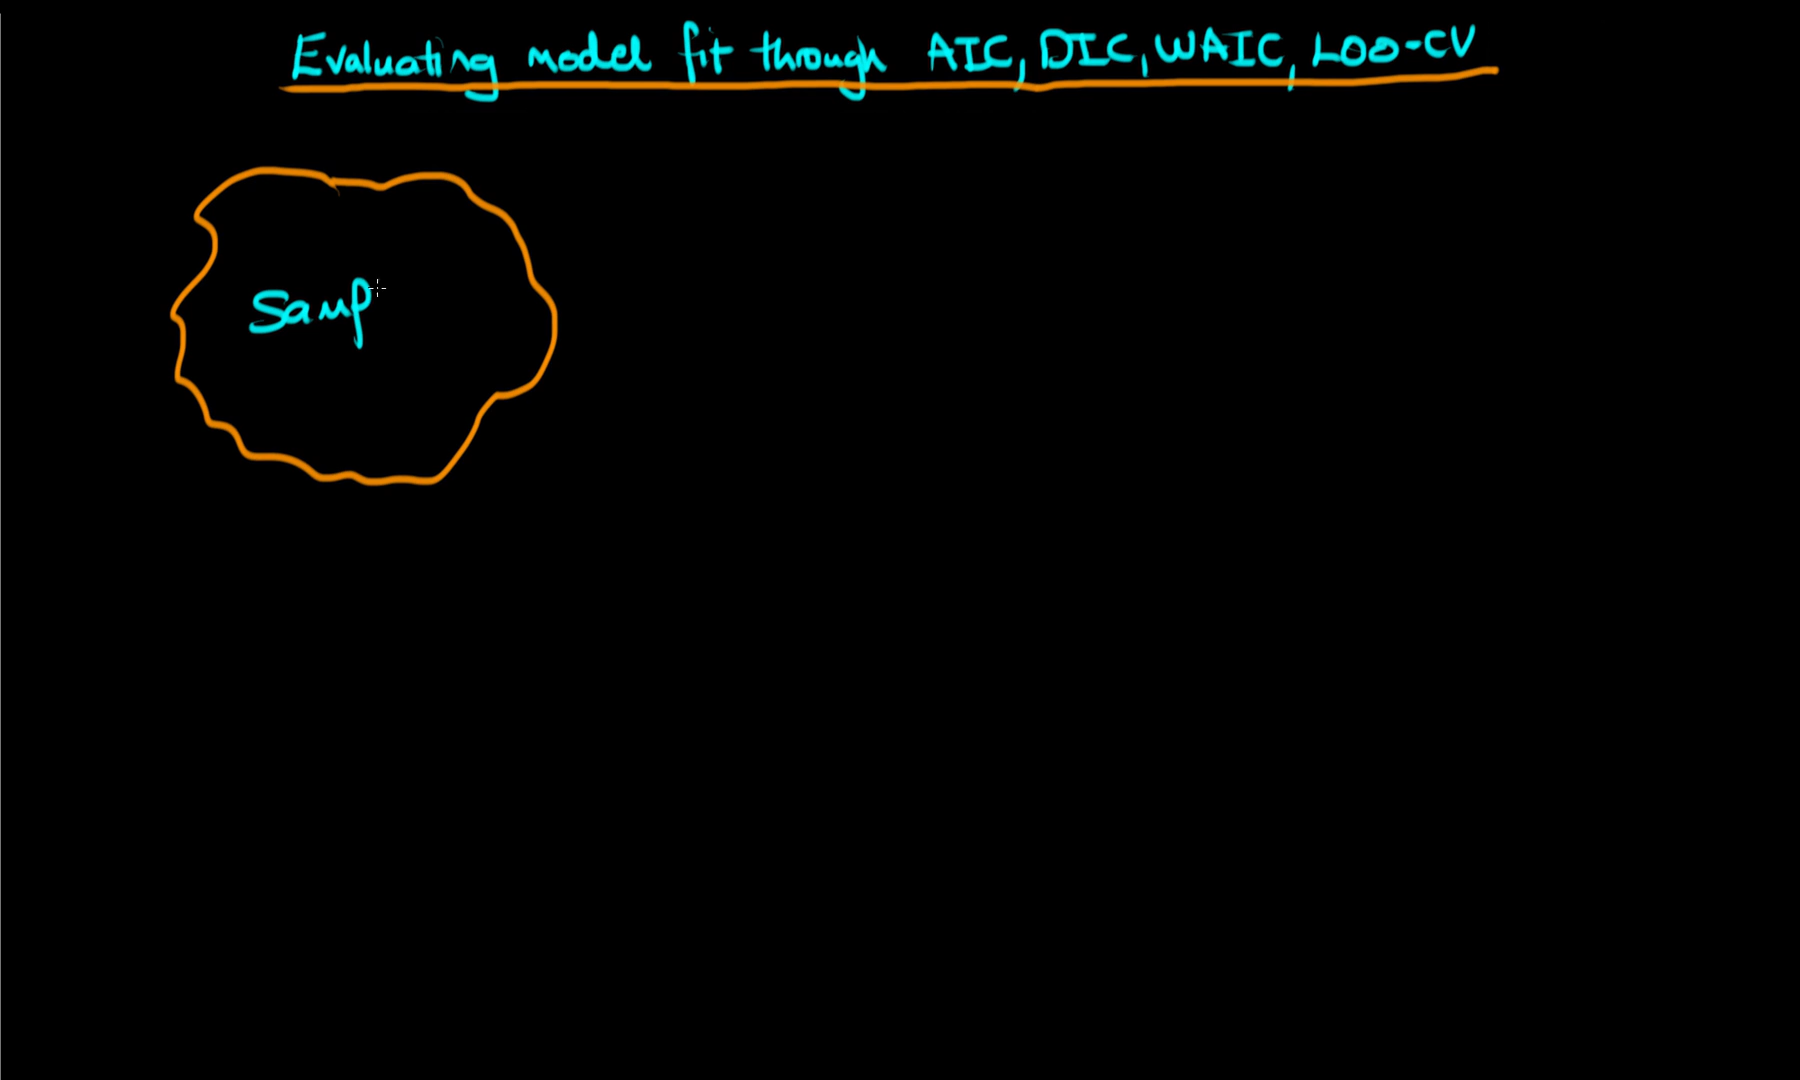 Evaluating model fit through AIC, DIC, WAIC, LOO-CV
Samp